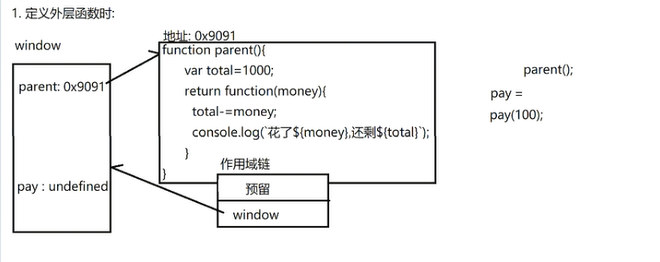 1. 定义外层函数时:
window
parent: 0x9091
pay : undefined
地址: 0x9091
function parent(){
var total=1000;
return function(money){
total-=money;
console.log(`花了${money},还剩${total}`);
}
}
作用域链
预留
window
parent();
pay =
pay(100);